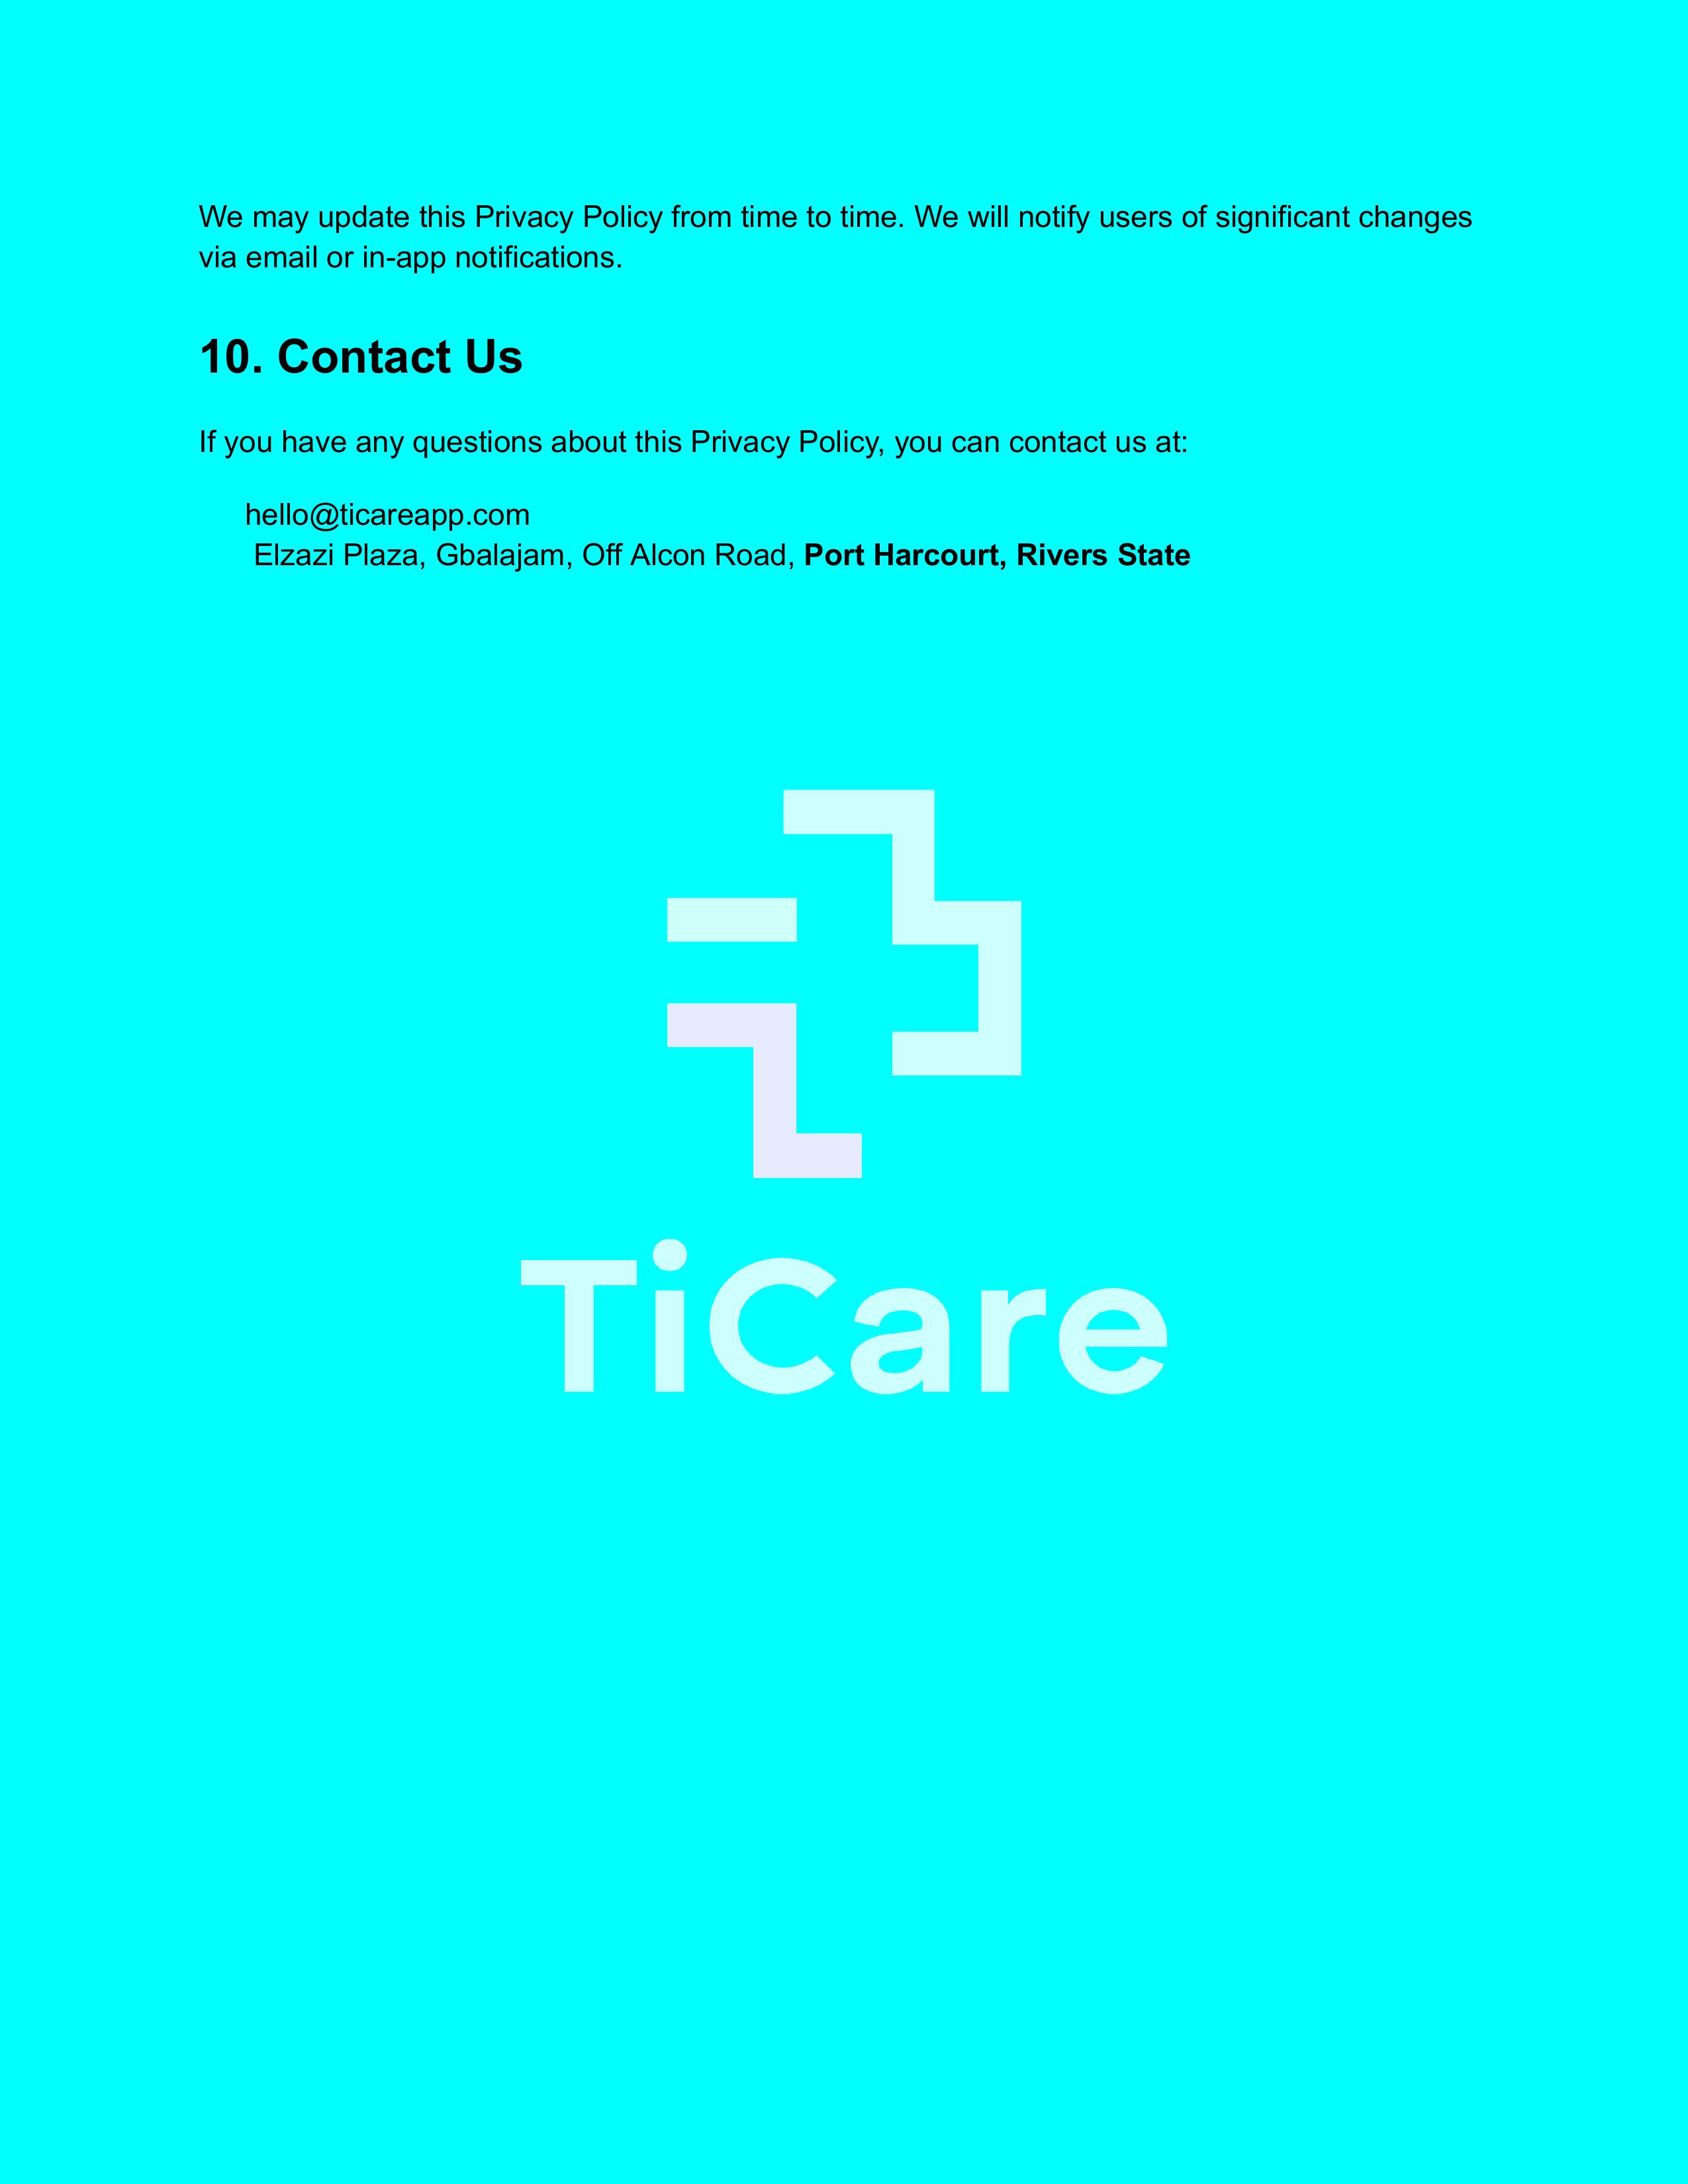 We may update this Privacy Policy from time to time. We will notify users of significant changes
via email or in-app notifications.
10. Contact Us
If you have any questions about this Privacy Policy, you can contact us at:
hello@ticareapp.com
Elzazi Plaza, Gbalajam, Off Alcon Road, Port Harcourt, Rivers State
TiCare